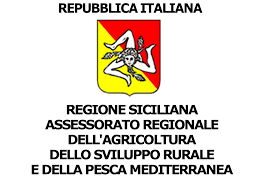 REPUBBLICA ITALIANA
REGIONE SICILIANA
ASSESSORATO REGIONALE
DELL'AGRICOLTURA
DELLO SVILUPPO RURALE
E DELLA PESCA MEDITERRANEA